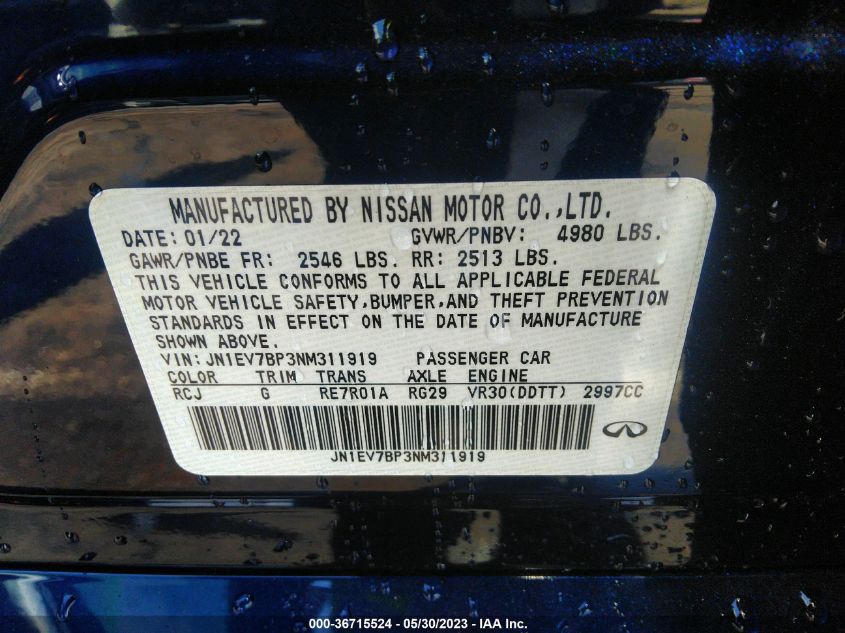 MANUFACTURED BY NISSAN MOTOR CO.,LTD.
DATE: 01/22 GVWR/PNBV: 4980 LBS.
GAWR/PNBE FR: 2546 LBS. RR: 2513 LBS.
THIS VEHICLE CONFORMS TO ALL APPLICABLE FEDERAL
MOTOR VEHICLE SAFETY,BUMPER,AND THEFT PREVENTION
STANDARDS IN EFFECT ON THE DATE OF MANUFACTURE
SHOWN ABOVE.
VIN: JN1EV7BP3NM311919 PASSENGER CAR
COLOR TRIM TRANS AXLE ENGINE
RCJ G RE7R01A RG29 VR30(DDTT) 2997CC
JN1EV7BP3NM311919
000-36715524 / 05/30/2023 - IAA Inc.